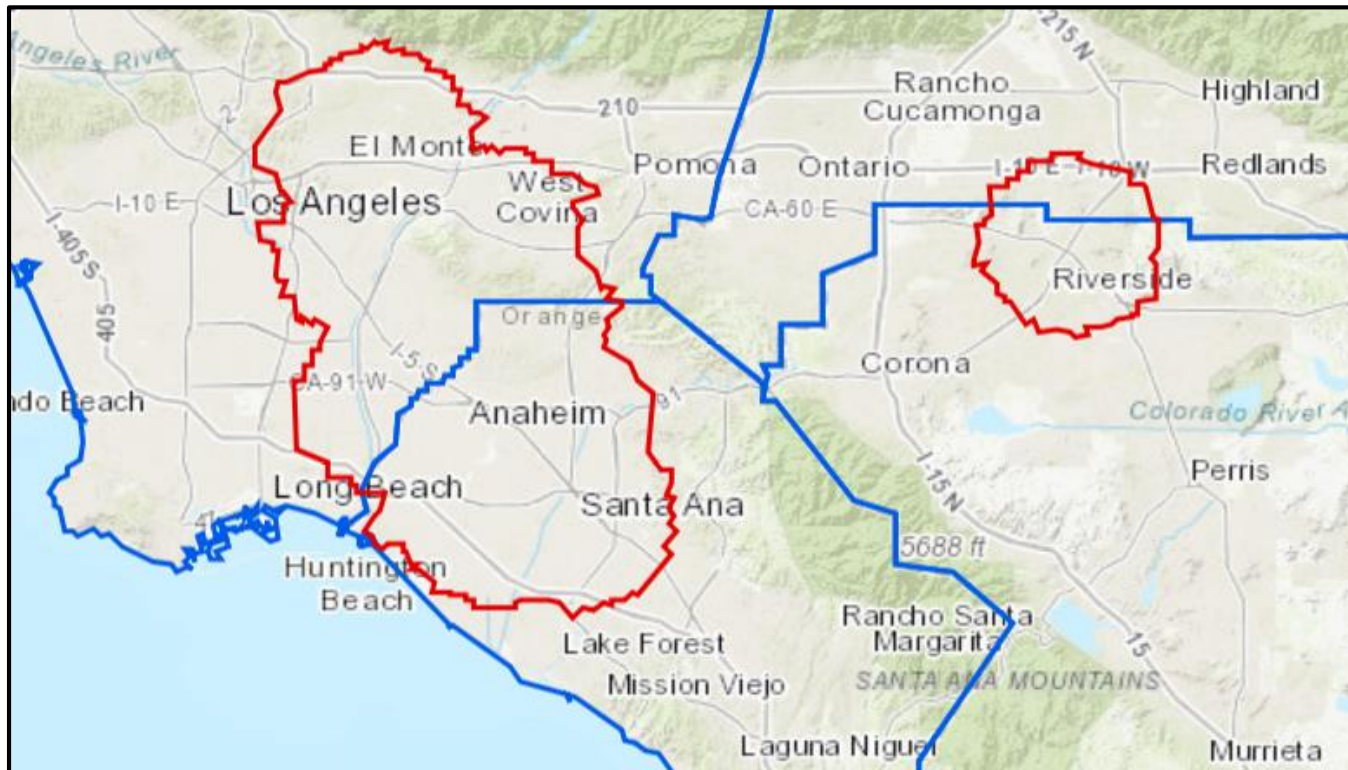 Angeles River
I-215 N
Rancho
Cucamonga
Highland
210
2
El Monte
Pomona
Ontario
I-10 E
I-10 W
Redlands
West
Covina
Los Angeles
I-10 E
CA-60 E
I-405 S
405
Riverside
Orange
I-5 S
CA-91-W
Corona
ndo Beach
Anaheim
91
Colorado River A
I-15 N
Perris
Long Beach
Santa Ana
47
5688 ft
Huntington
Beach
Rancho Santa
Margarita
15
Lake Forest
Mission Viejo
SANTA ANA MOUNTAINS
Laguna Niguel
Murrieta